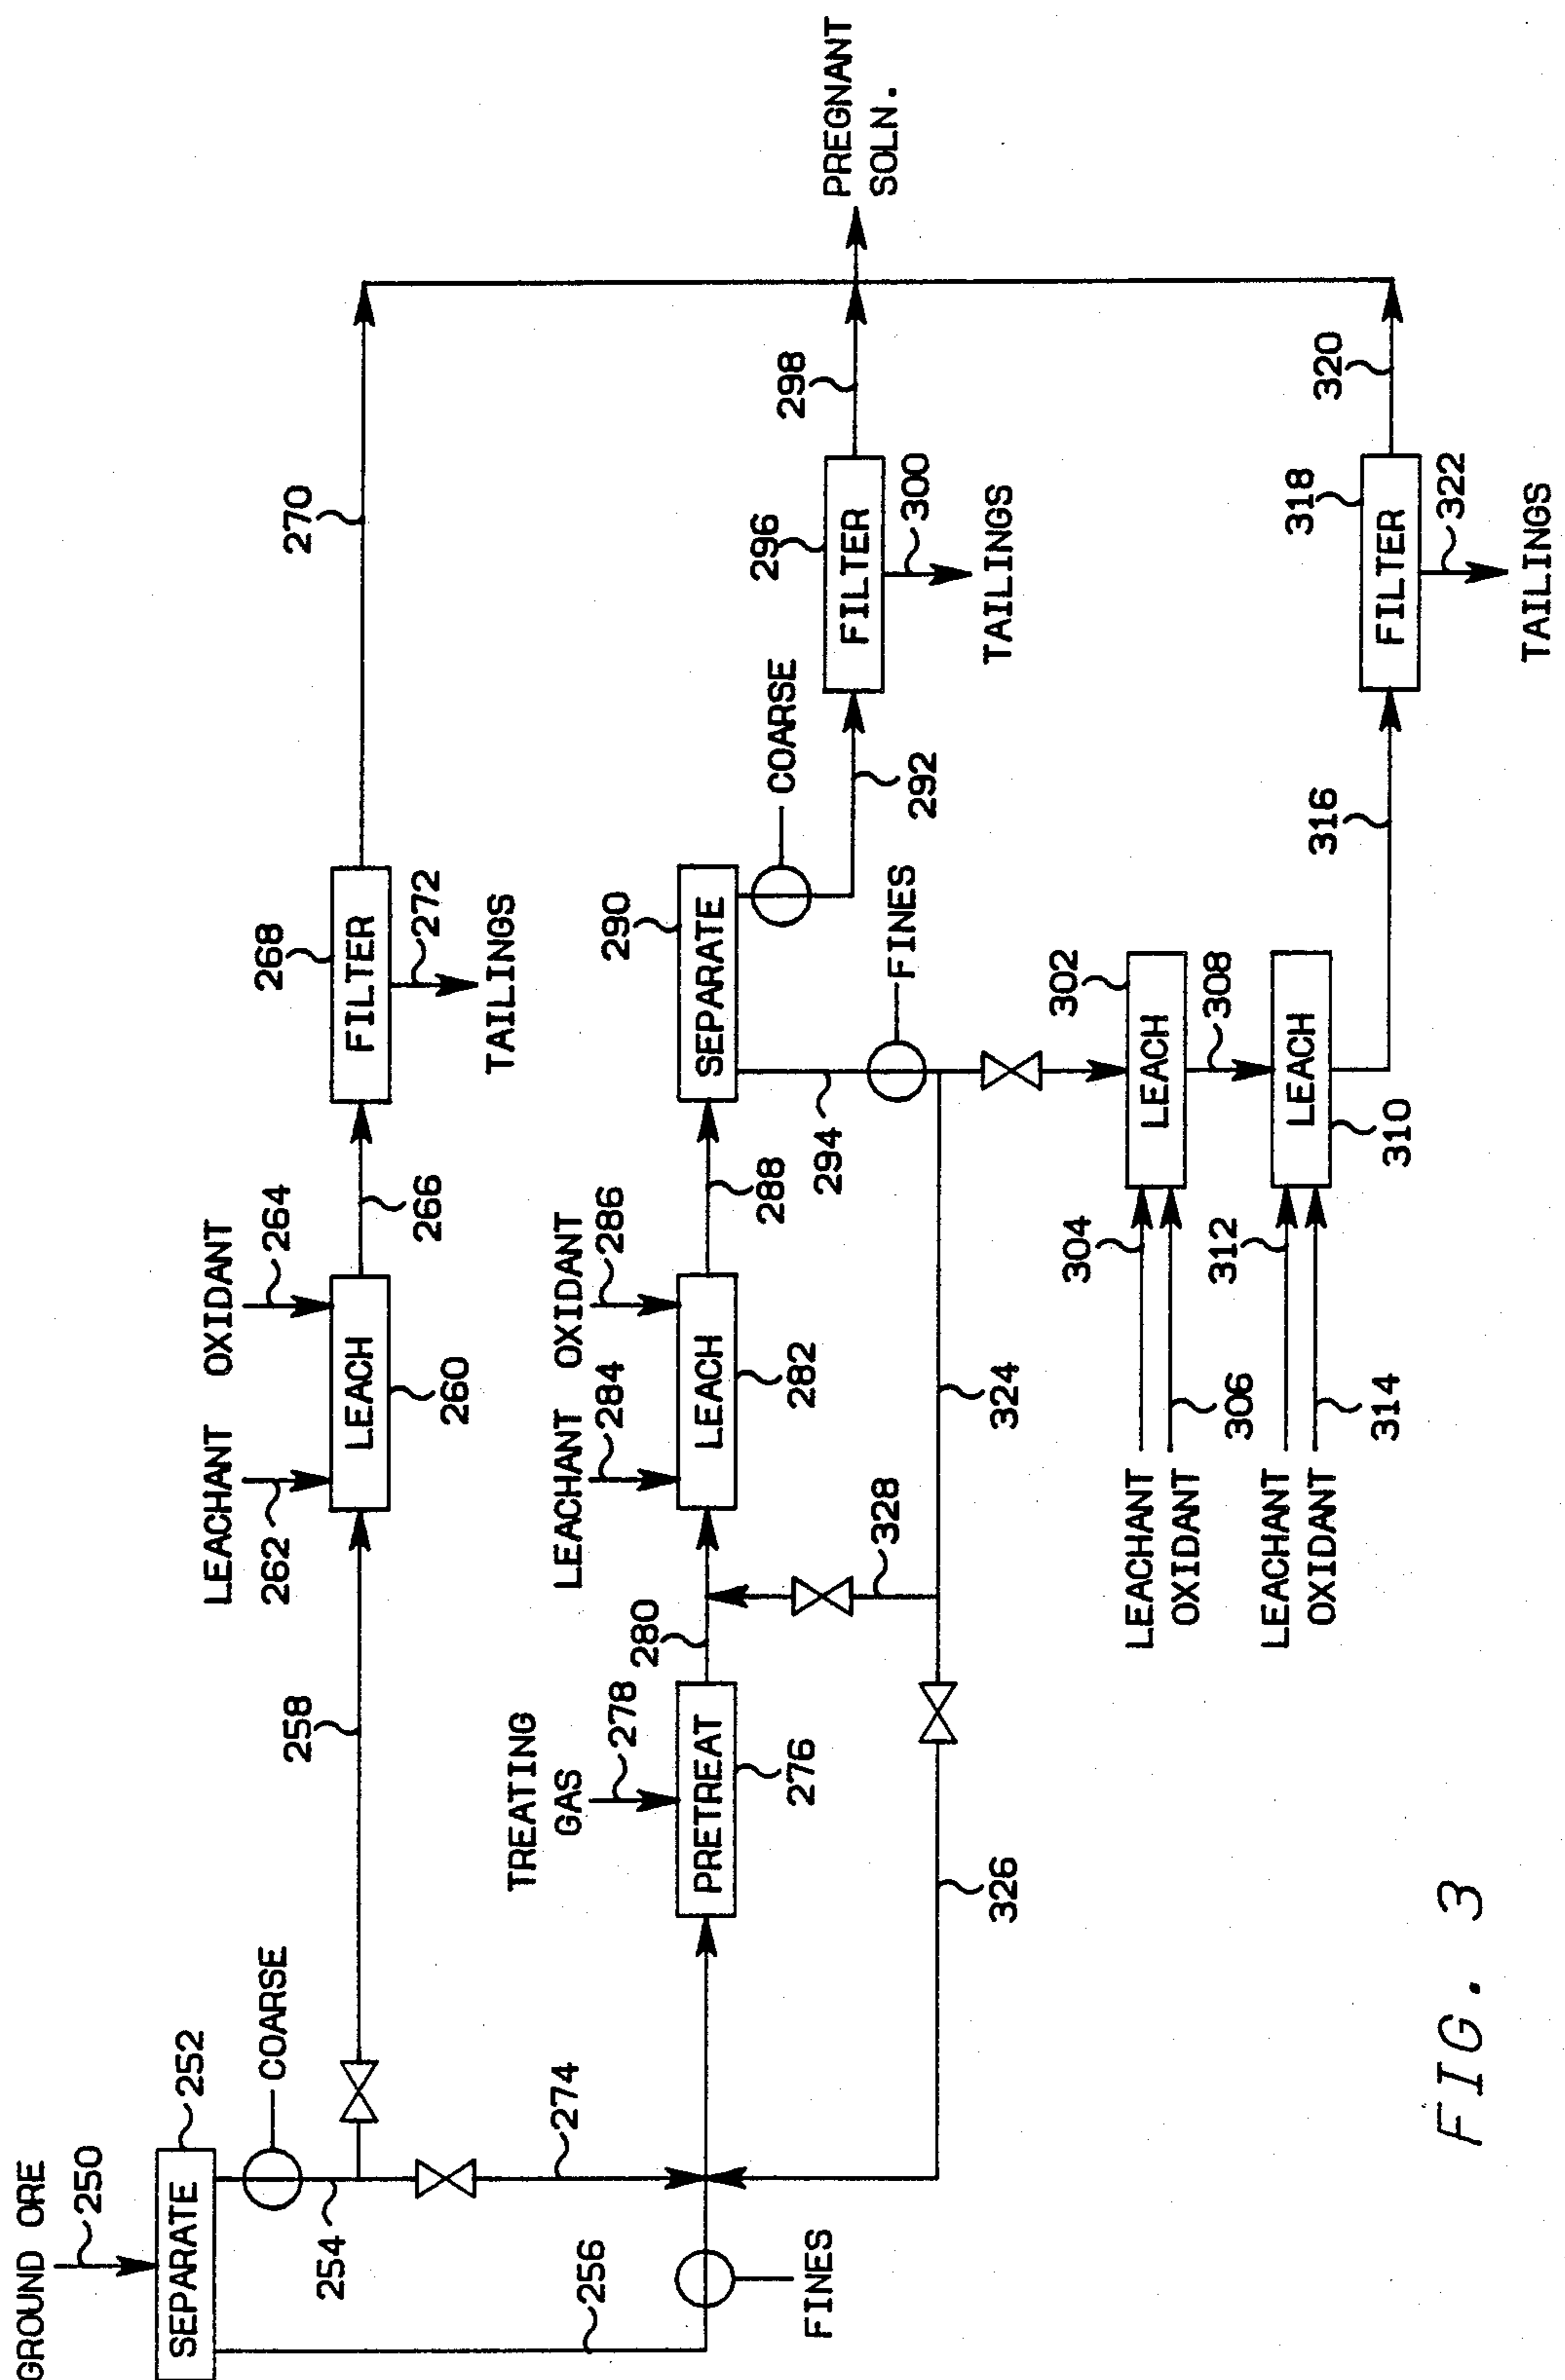 GROUND ORE
250
SEPARATE
252
COARSE
254
256
FINES
258
274
LEACHANT
262
OXIDANT
264
LEACH
260
266
FILTER
268
272
TAILINGS
270
TREATING
GAS
278
PRETREAT
276
280
LEACHANT
284
OXIDANT
286
LEACH
282
288
SEPARATE
290
COARSE
292
294
FINES
FILTER
296
298
300
TAILINGS
PREGNANT
SOLN.
324
326
328
LEACHANT
304
OXIDANT
306
LEACH
302
308
LEACHANT
312
OXIDANT
314
LEACH
310
316
FILTER
318
320
322
TAILINGS
FIG. 3